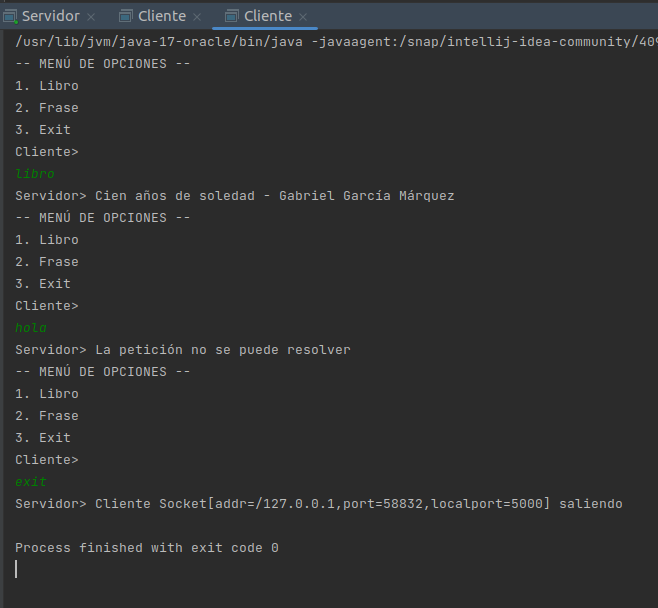 Servidor Cliente Cliente
/usr/lib/jvm/java-17-oracle/bin/java -javaagent:/snap/intellij-idea-community/409
-- MENÚ DE OPCIONES --
1. Libro
2. Frase
3. Exit
Cliente>
libro
Servidor> Cien años de soledad - Gabriel García Márquez
-- MENÚ DE OPCIONES --
1. Libro
2. Frase
3. Exit
Cliente>
hola
Servidor> La petición no se puede resolver
-- MENÚ DE OPCIONES --
1. Libro
2. Frase
3. Exit
Cliente>
exit
Servidor> Cliente Socket[addr=/127.0.0.1,port=58832,localport=5000] saliendo
Process finished with exit code 0